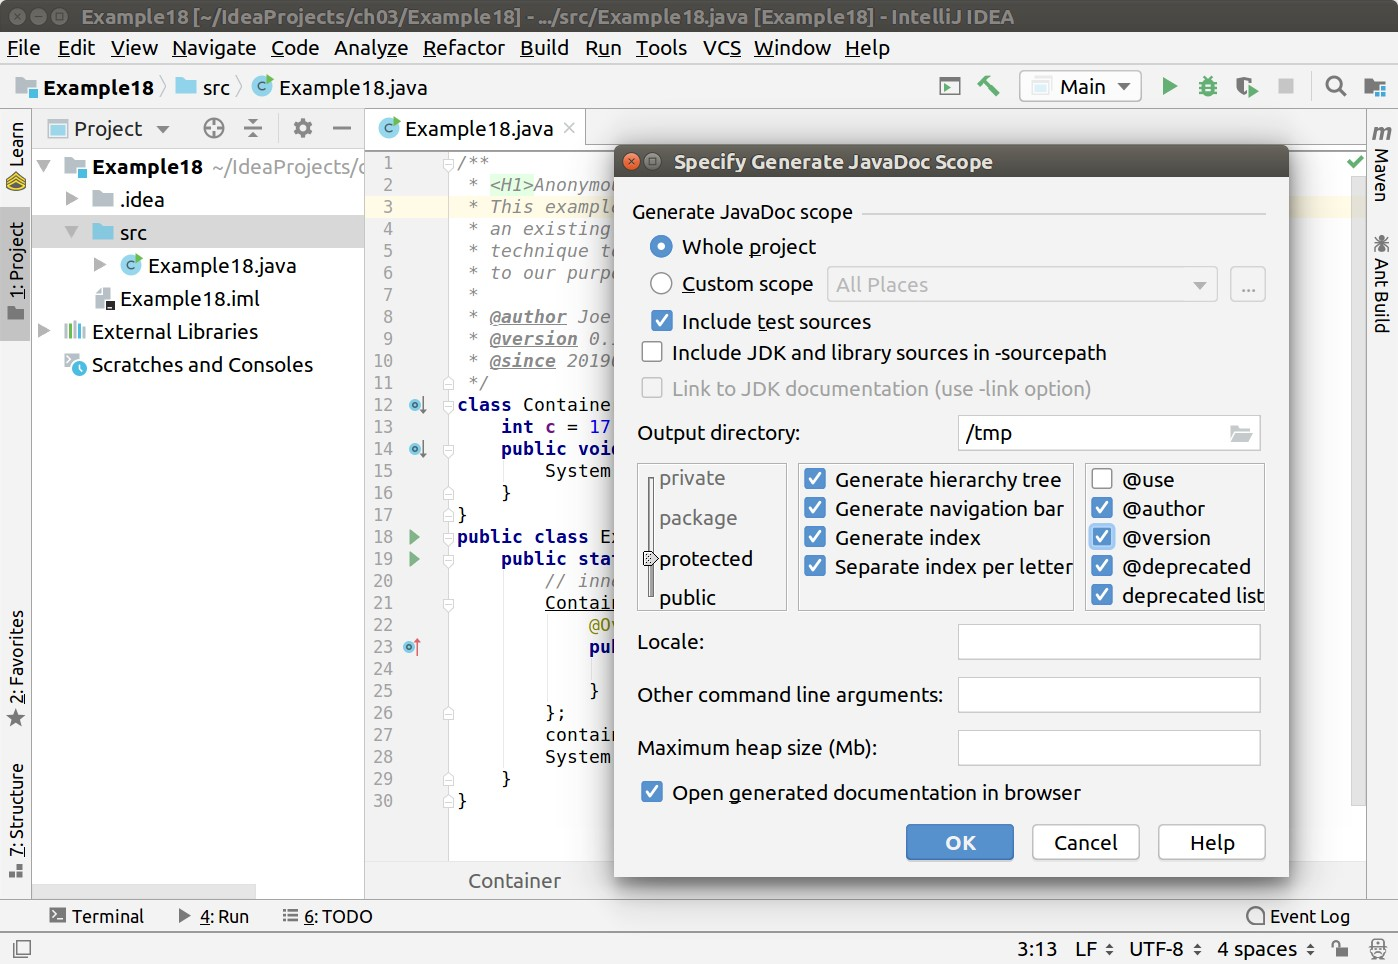 Example18 [~/IdeaProjects/ch03/Example18] - .../src/Example18.java [Example18] - IntelliJ IDEA
File Edit View Navigate Code Analyze Refactor Build Run Tools VCS Window Help
Example18 src Example18.java Main
Learn
1: Project
2: Favorites
7: Structure
Project
Example18 ~/IdeaProjects/
.idea
src
Example18.java
Example18.iml
External Libraries
Scratches and Consoles
Example18.java
1 /**
2 * <H1>Anonymo
3 * This example
4 * an existing
5 * technique t
6 * to our purp
7 *
8 * @author Joe
9 * @version 0.
10 * @since 2019
11 */
12 class Containe
13 int c = 17
14 public voi
15 System
16 }
17 }
18 public class E
19 public sta
20 // inn
21 Contai
22 @O
23 pu
24
25 }
26 };
27 contai
28 System
29 }
30 }
Container
Specify Generate JavaDoc Scope
Generate JavaDoc scope
Whole project
Custom scope All Places ...
Include test sources
Include JDK and library sources in -sourcepath
Link to JDK documentation (use -link option)
Output directory: /tmp
private
package
protected
public
Generate hierarchy tree
Generate navigation bar
Generate index
Separate index per letter
@use
@author
@version
@deprecated
deprecated list
Locale:
Other command line arguments:
Maximum heap size (Mb):
Open generated documentation in browser
OK Cancel Help
m
Maven
Ant Build
Terminal 4: Run 6: TODO Event Log
3:13 LF UTF-8 4 spaces